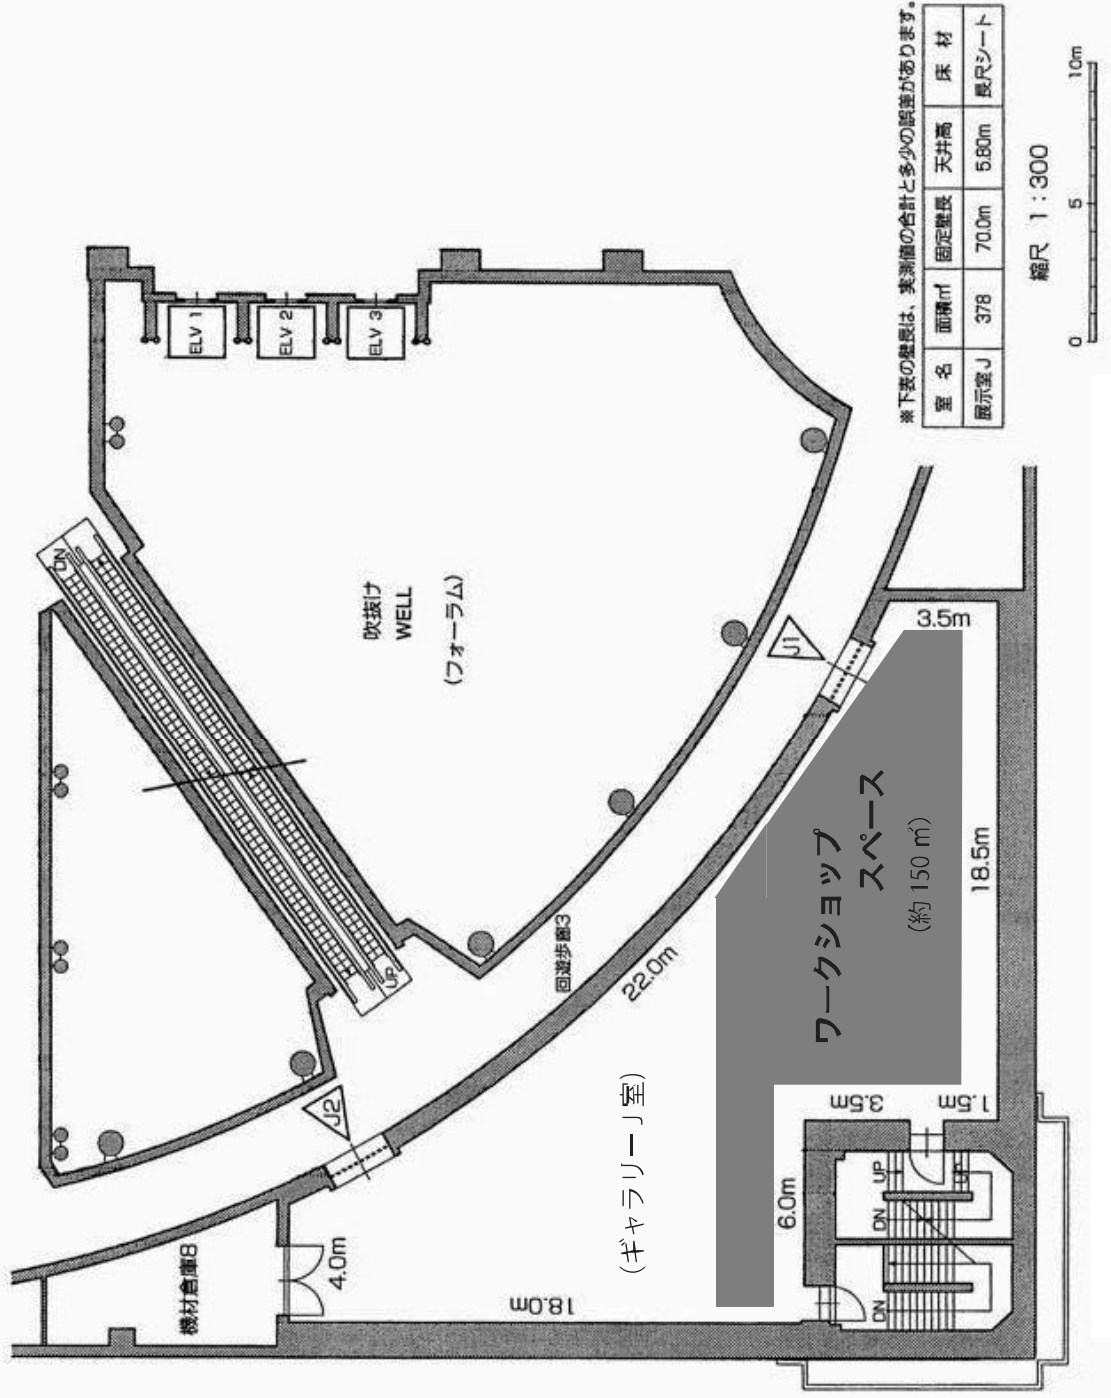 ※下表の壁長は、実測値の合計と多少の誤差があります。
室 名 面積㎡ 固定壁長 天井高 床 材
展示室J 378 70.0m 5.80m 長尺シート
縮尺 1:300
0 5 10m
ELV 1
ELV 2
ELV 3
DN
UP
吹抜け
WELL
(フォーラム)
J1
J2
回遊歩廊3
機材倉庫8
4.0m
22.0m
3.5m
18.5m
18.0m
6.0m
3.5m
1.5m
(ギャラリーJ室)
ワークショップ
スペース
(約 150 ㎡)
UP
UP
DN
DN